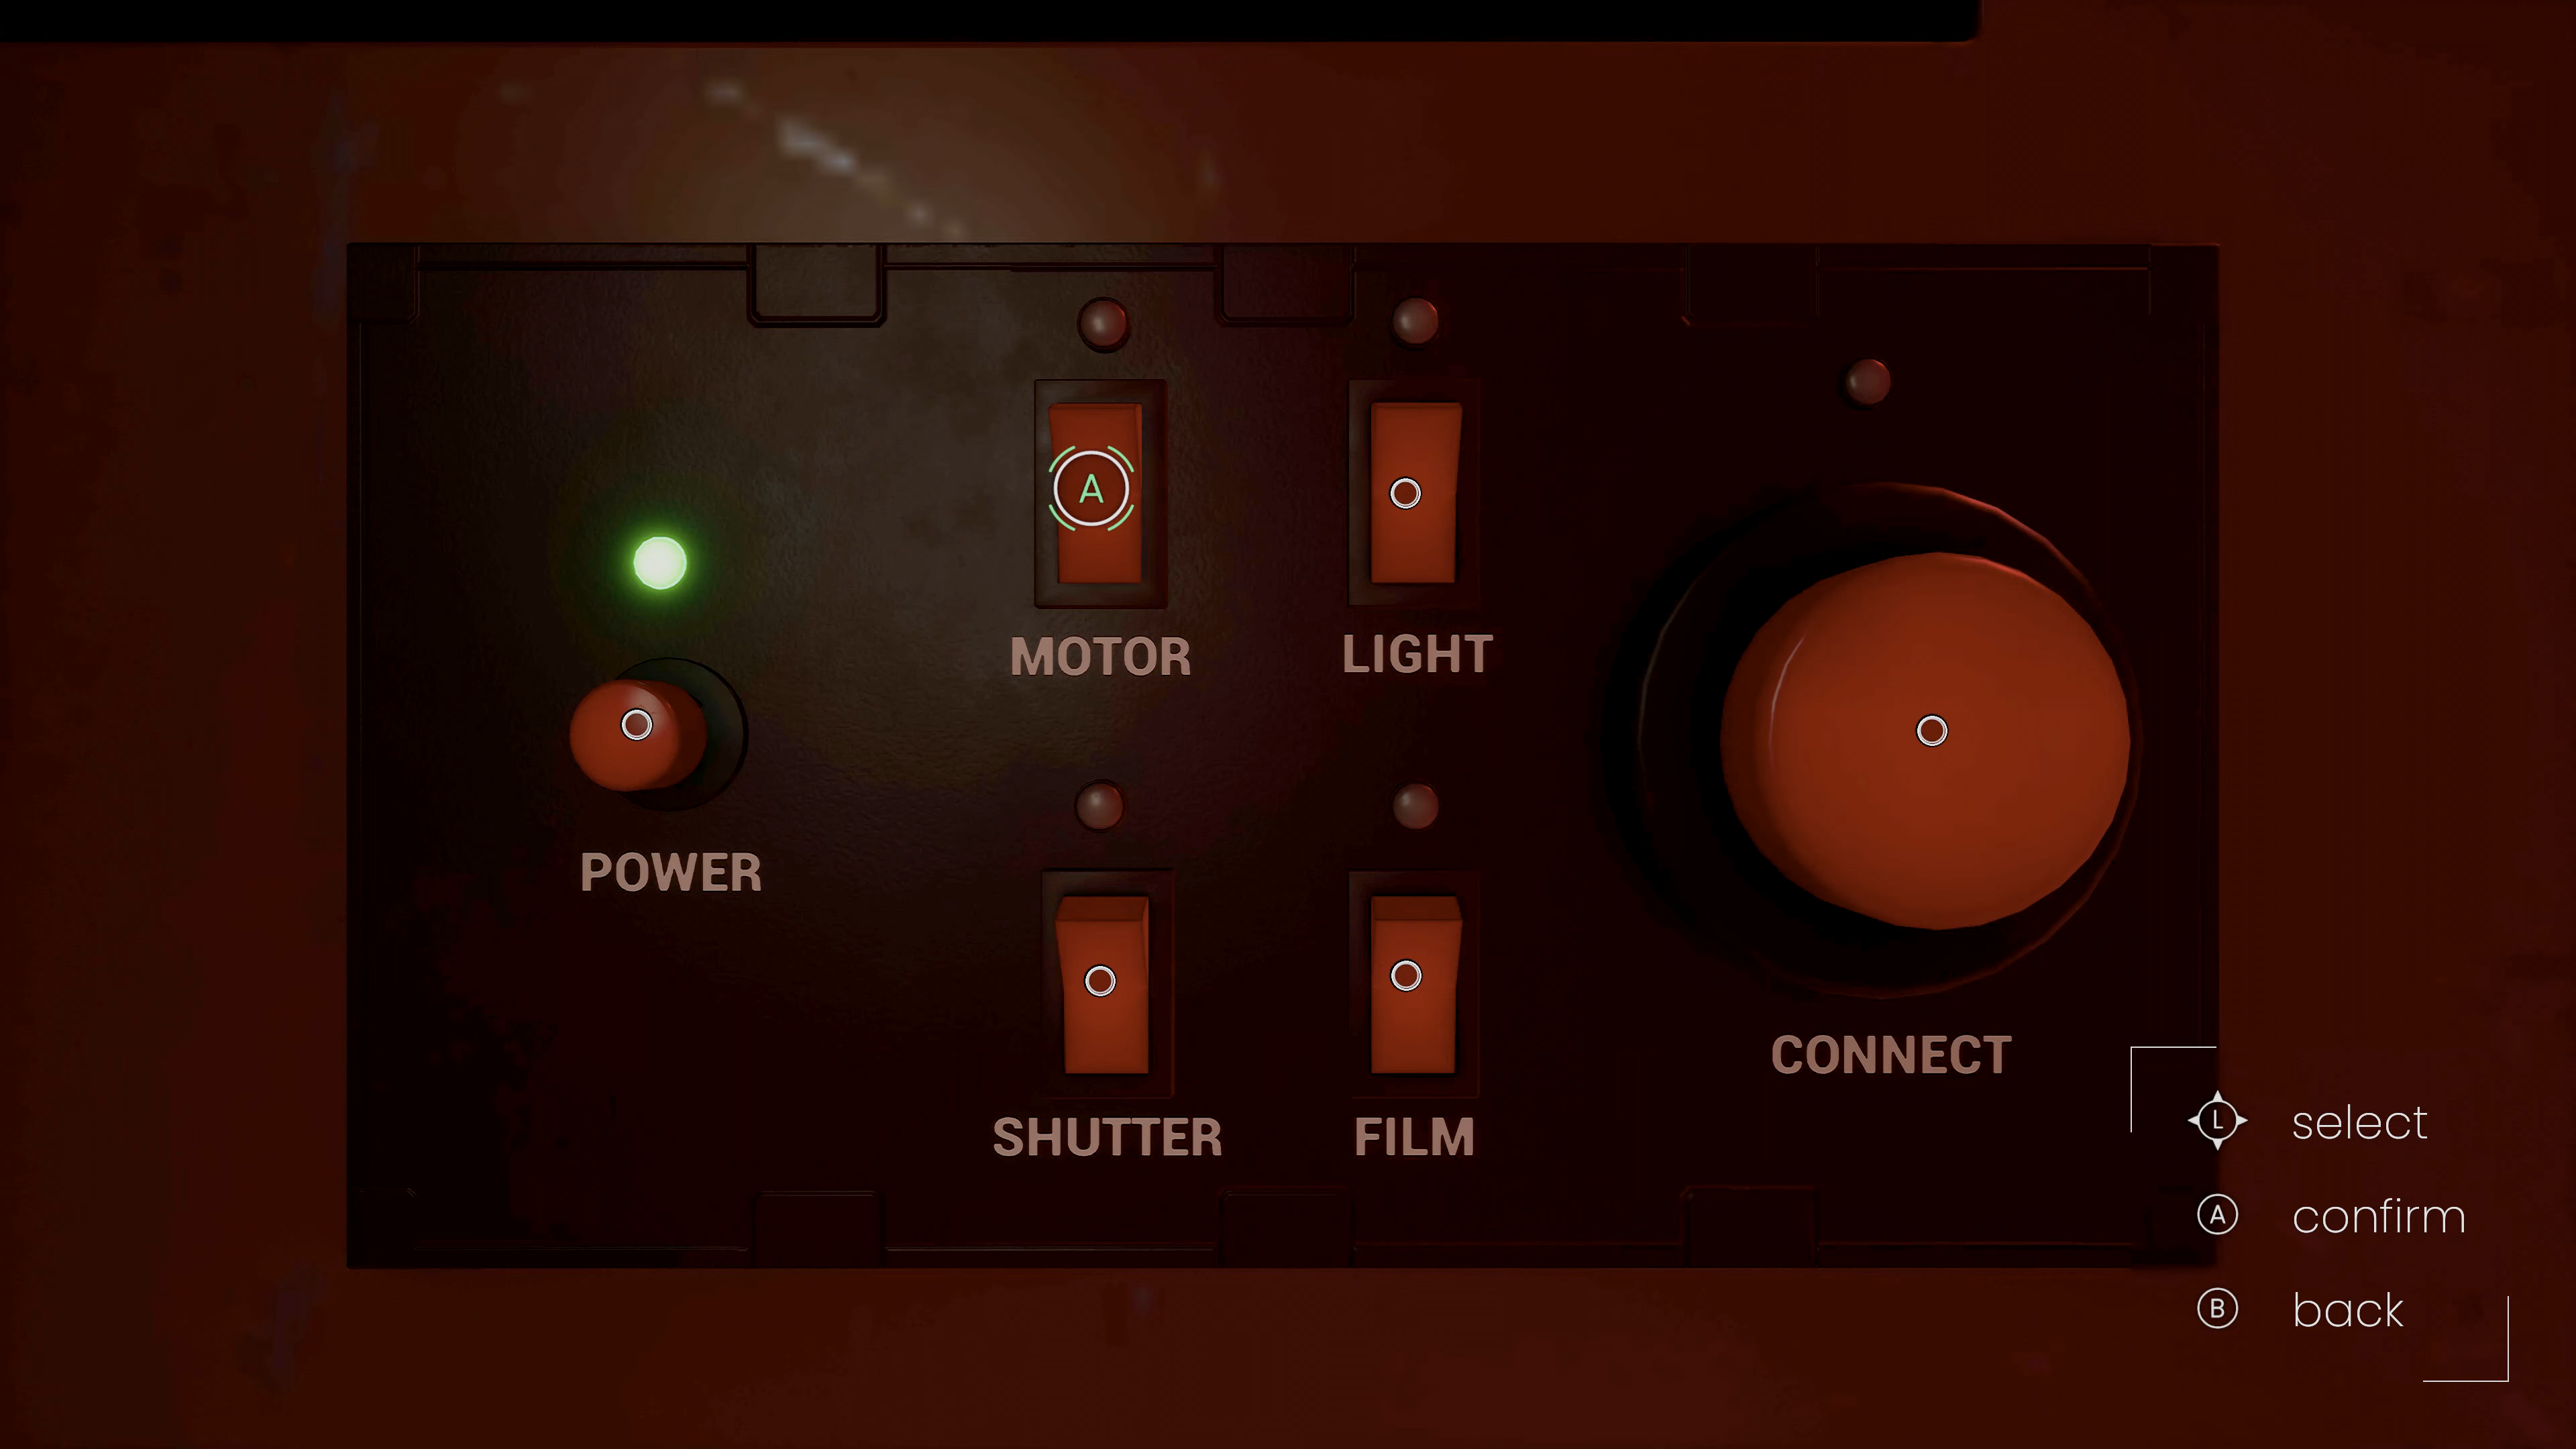 A
MOTOR
LIGHT
POWER
SHUTTER
FILM
CONNECT
L select
A confirm
B back